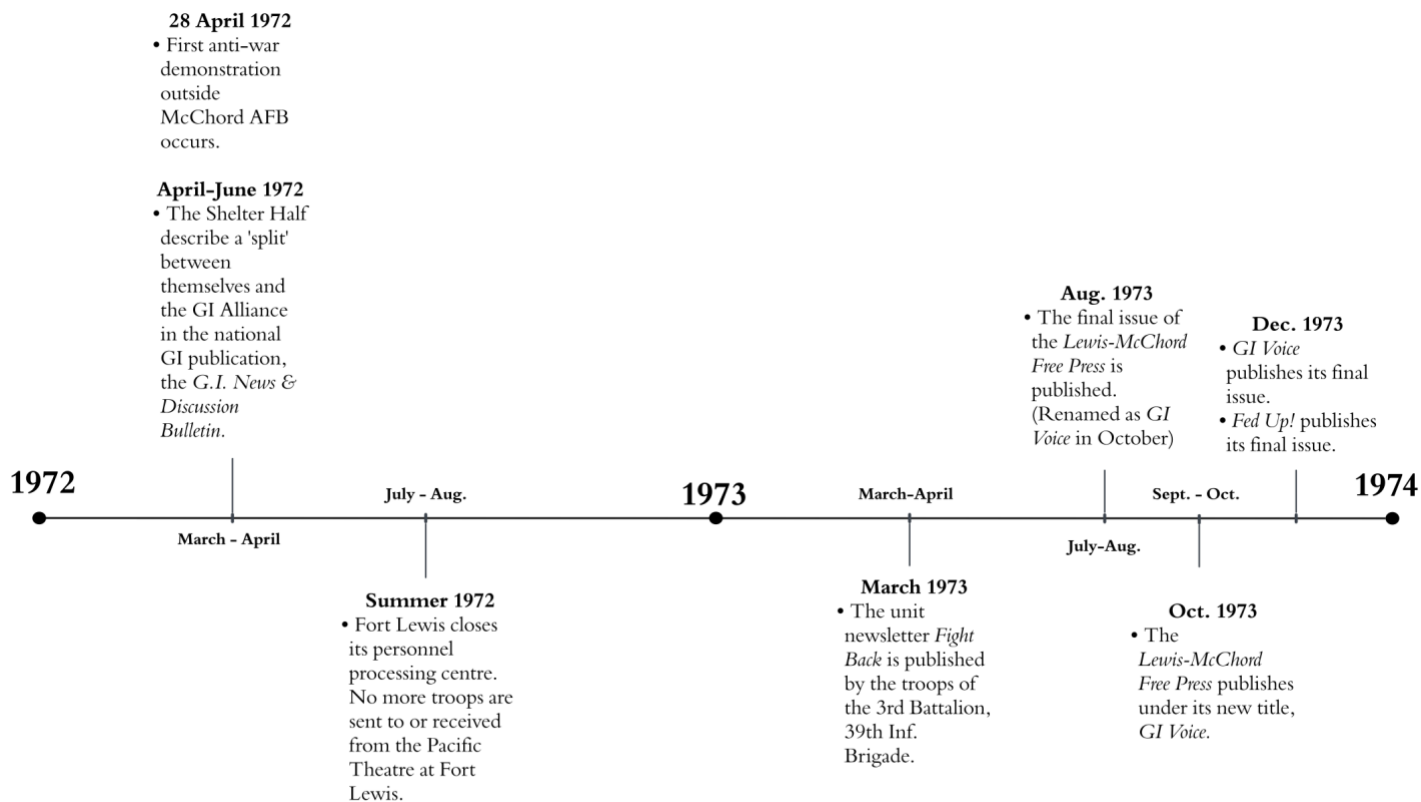 28 April 1972
• First anti-war
demonstration
outside
McChord AFB
occurs.
April-June 1972
• The Shelter Half
describe a 'split'
between
themselves and
the GI Alliance
in the national
GI publication,
the G.I. News &
Discussion
Bulletin.
Aug. 1973
• The final issue of
the Lewis-McChord
Free Press is
published.
(Renamed as GI
Voice in October)
Dec. 1973
• GI Voice
publishes its final
issue.
• Fed Up! publishes
its final issue.
1972
July - Aug.
1973
March-April
Sept. - Oct.
1974
March - April
July-Aug.
Summer 1972
• Fort Lewis closes
its personnel
processing centre.
No more troops are
sent to or received
from the Pacific
Theatre at Fort
Lewis.
March 1973
• The unit
newsletter Fight
Back is published
by the troops of
the 3rd Battalion,
39th Inf.
Brigade.
Oct. 1973
• The
Lewis-McChord
Free Press publishes
under its new title,
GI Voice.